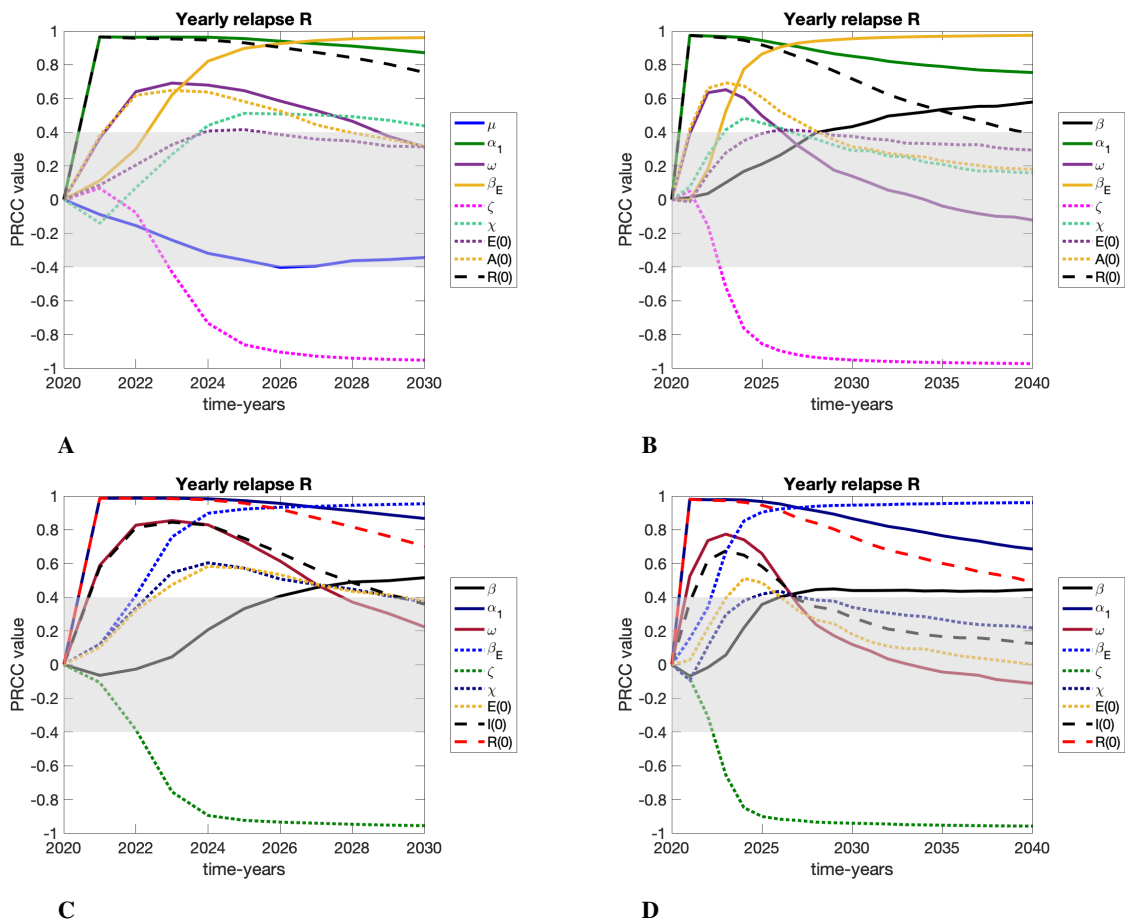 Yearly relapse R
1
0.8
0.6
0.4
0.2
0
-0.2
-0.4
-0.6
-0.8
-1
PRCC value
2020 2022 2024 2026 2028 2030
time-years
μ
α1
ω
βE
ζ
χ
E(0)
A(0)
R(0)
A
Yearly relapse R
1
0.8
0.6
0.4
0.2
0
-0.2
-0.4
-0.6
-0.8
-1
PRCC value
2020 2025 2030 2035 2040
time-years
β
α1
ω
βE
ζ
χ
E(0)
A(0)
R(0)
B
Yearly relapse R
1
0.8
0.6
0.4
0.2
0
-0.2
-0.4
-0.6
-0.8
-1
PRCC value
2020 2022 2024 2026 2028 2030
time-years
β
α1
ω
βE
ζ
χ
E(0)
I(0)
R(0)
C
Yearly relapse R
1
0.8
0.6
0.4
0.2
0
-0.2
-0.4
-0.6
-0.8
-1
PRCC value
2020 2025 2030 2035 2040
time-years
β
α1
ω
βE
ζ
χ
E(0)
I(0)
R(0)
D